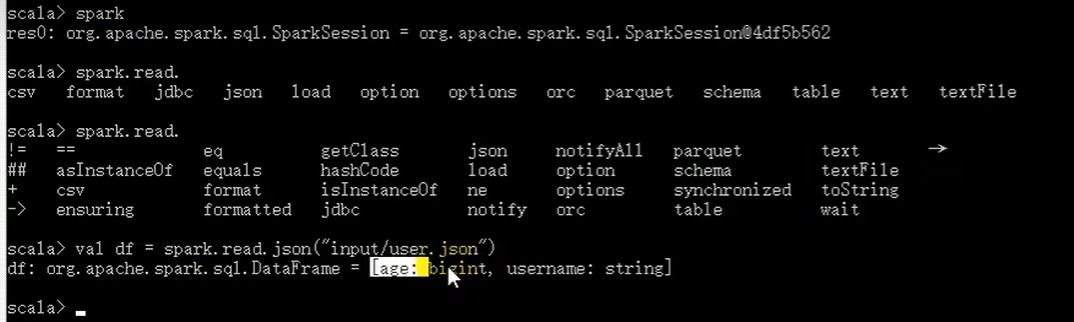 scala> spark
res0: org.apache.spark.sql.SparkSession = org.apache.spark.sql.SparkSession@4df5b562
scala> spark.read.
csv format jdbc json load option options orc parquet schema table text textFile
scala> spark.read.
!= == eq getClass json notifyAll parquet text →
## asInstanceOf equals hashCode load option schema textFile
+ csv format isInstanceOf ne options synchronized toString
-> ensuring formatted jdbc notify orc table wait
scala> val df = spark.read.json("input/user.json")
df: org.apache.spark.sql.DataFrame = [age: bigint, username: string]
scala>